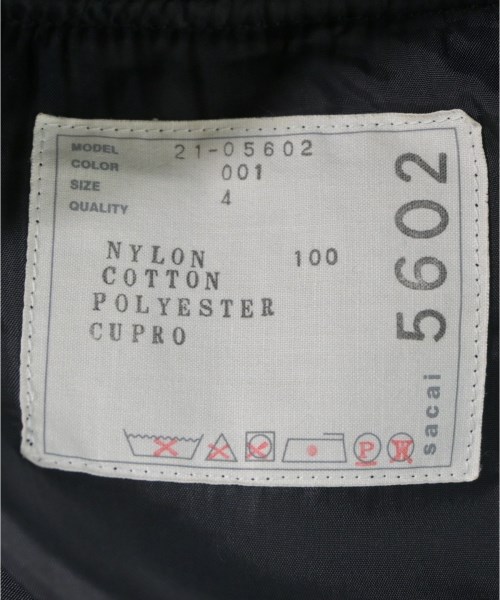 MODEL 21-05602
COLOR 001
SIZE 4
QUALITY
NYLON 100
COTTON
POLYESTER
CUPRO
sacai 5602
P W